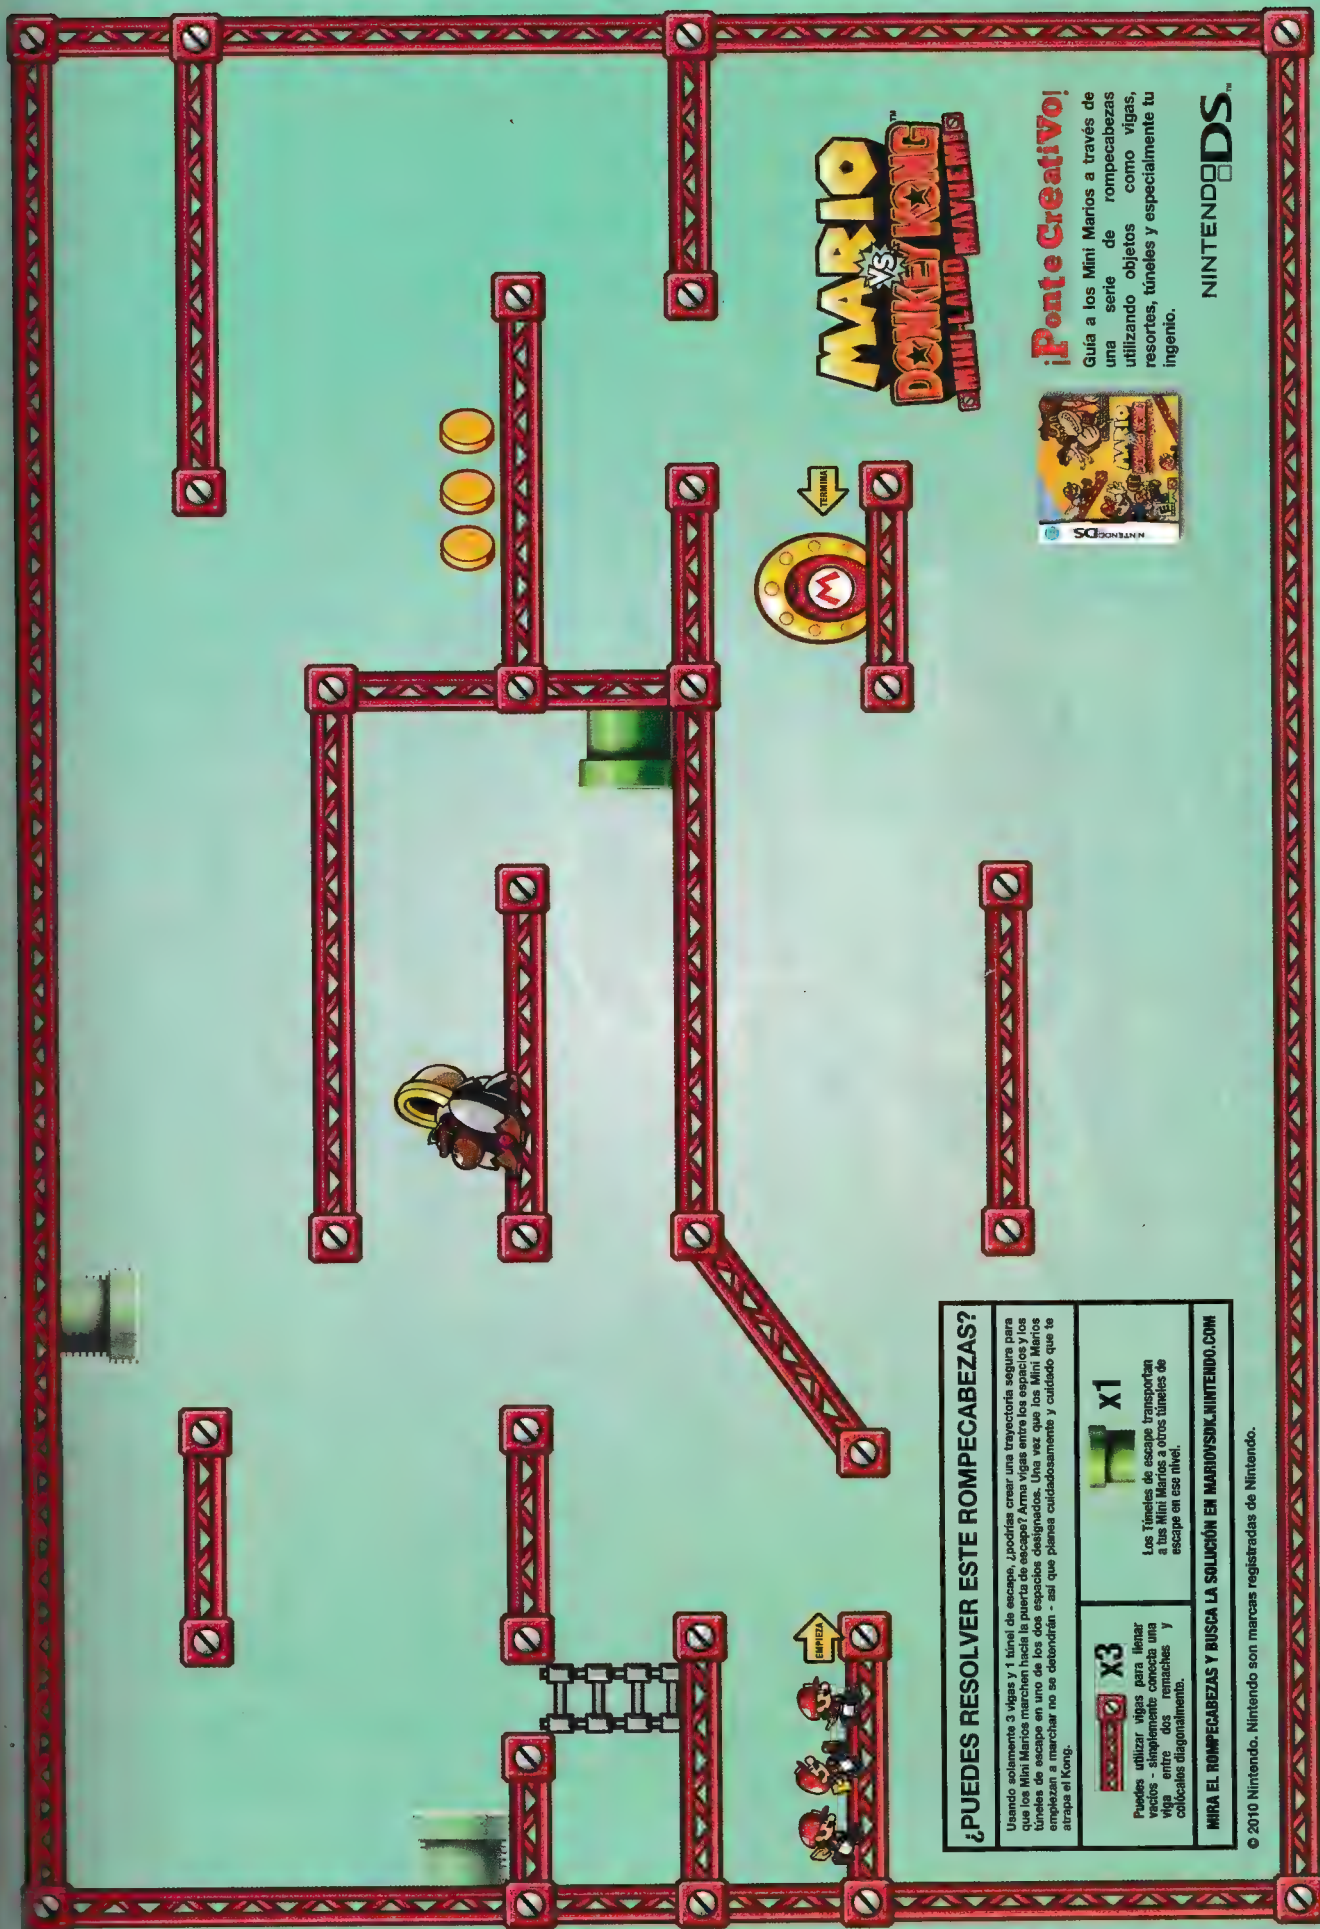 EMPIEZA
TERMINA
M
MARIO
VS
DONKEY KONG™
MINI-LAND MAYHEM!
¡Ponte Creativo!
Guía a los Mini Marios a través de
una serie de rompecabezas
utilizando objetos como vigas,
resortes, túneles y especialmente tu
ingenio.
NINTENDO DS
MARIO
NINTENDODS™
¿PUEDES RESOLVER ESTE ROMPECABEZAS?
Usando solamente 3 vigas y 1 túnel de escape, ¿podrías crear una trayectoria segura para
que los Mini Marios marchen hacia la puerta de escape? Arma vigas entre los espacios y los
túneles de escape en uno de los dos espacios designados. Una vez que los Mini Marios
empiezan a marchar no se detendrán - así que planea cuidadosamente y cuidado que te
atrapa el Kong.
X3
Puedes utilizar vigas para llenar
vacíos - simplemente conecta una
viga entre dos remaches y
colócalos diagonalmente.
X1
Los Túneles de escape transportan
a tus Mini Marios a otros túneles de
escape en ese nivel.
MIRA EL ROMPECABEZAS Y BUSCA LA SOLUCIÓN EN MARIOVSDK.NINTENDO.COM
© 2010 Nintendo. Nintendo son marcas registradas de Nintendo.